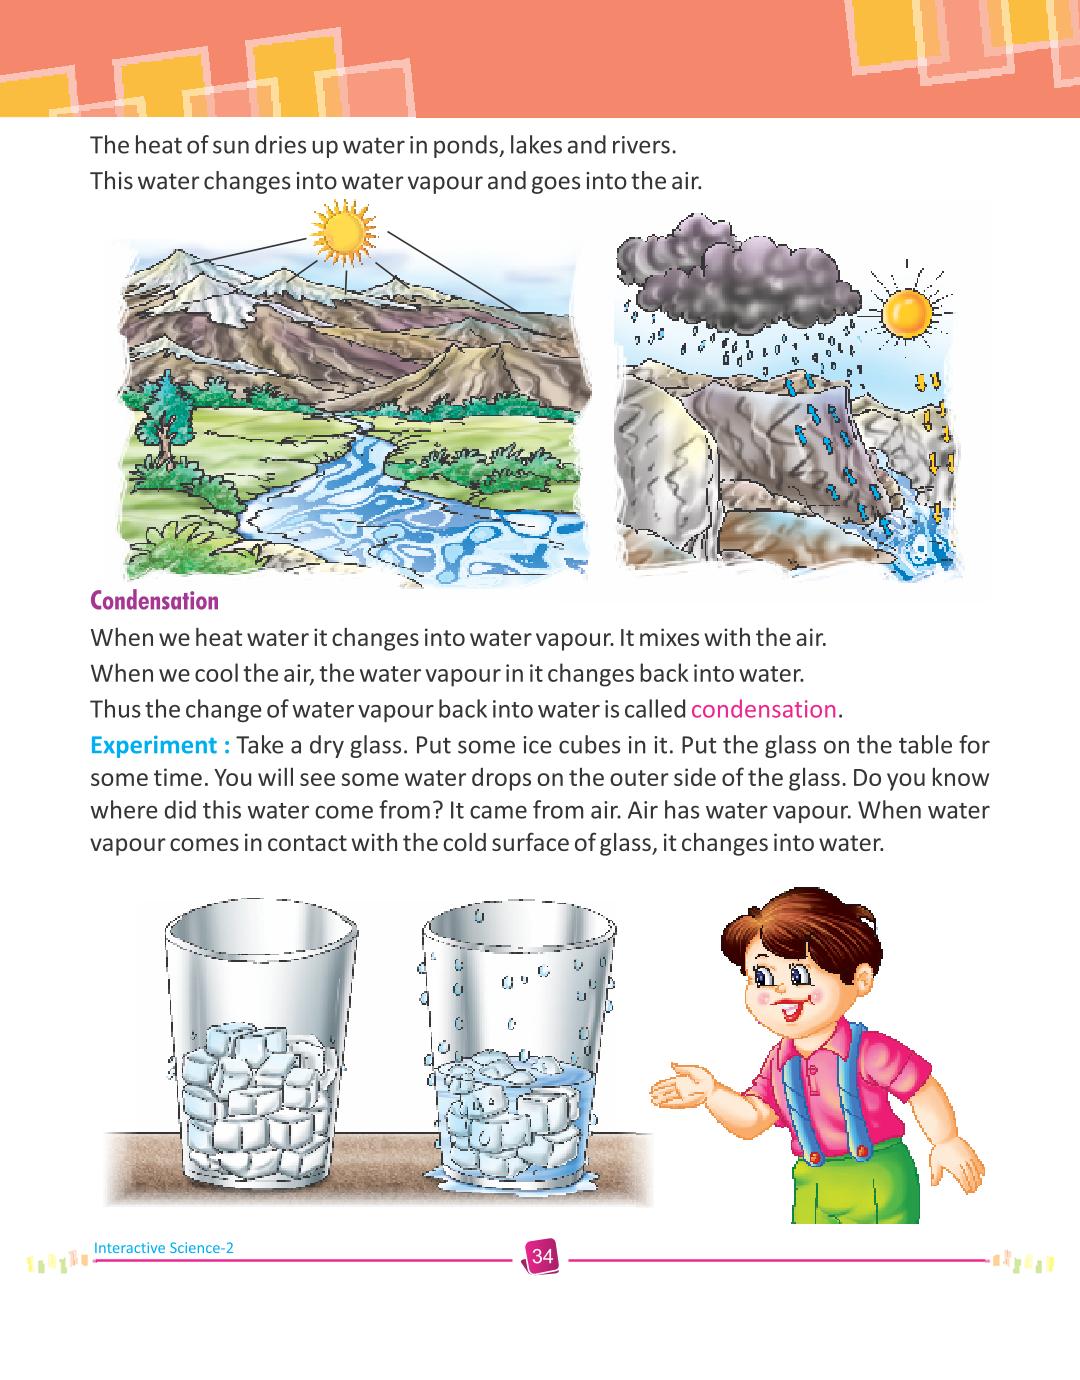 The heat of sun dries up water in ponds, lakes and rivers.
This water changes into water vapour and goes into the air.
Condensation
When we heat water it changes into water vapour. It mixes with the air.
When we cool the air, the water vapour in it changes back into water.
Thus the change of water vapour back into water is called condensation.
Experiment : Take a dry glass. Put some ice cubes in it. Put the glass on the table for
some time. You will see some water drops on the outer side of the glass. Do you know
where did this water come from? It came from air. Air has water vapour. When water
vapour comes in contact with the cold surface of glass, it changes into water.
Interactive Science-2
34